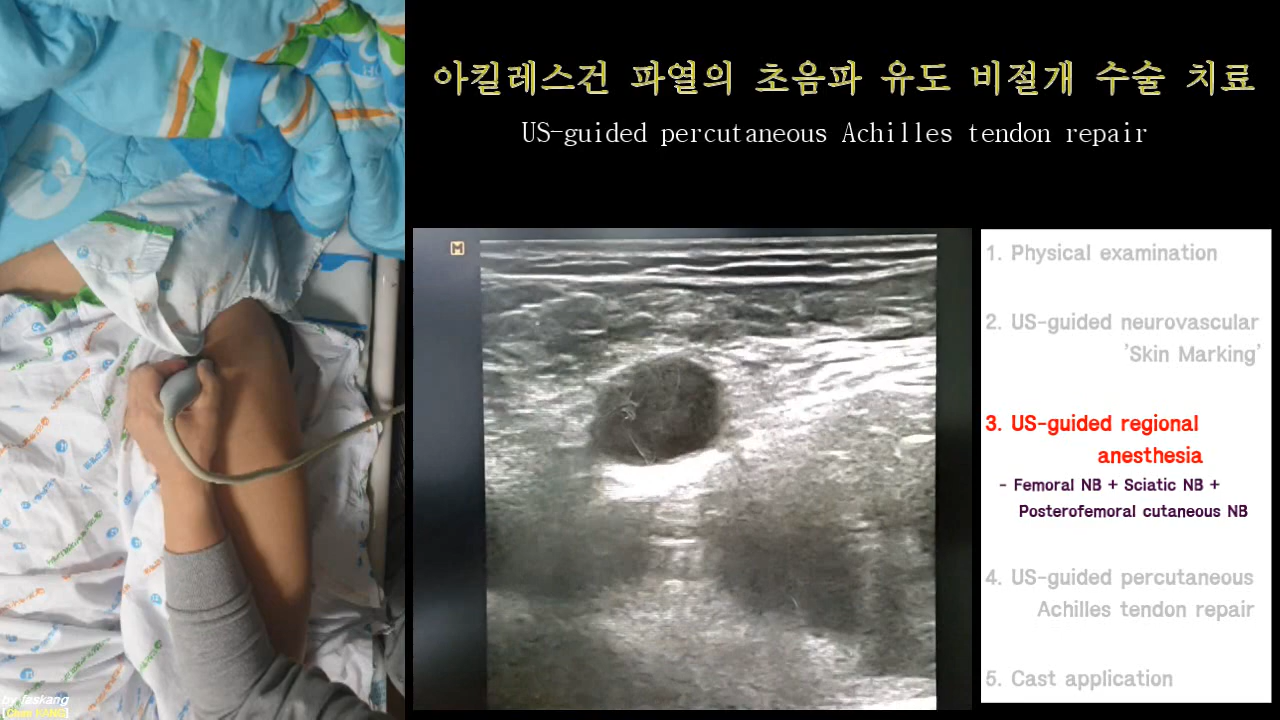 아킬레스건 파열의 초음파 유도 비절개 수술 치료
US-guided percutaneous Achilles tendon repair
M
1. Physical examination
2. US-guided neurovascular
'Skin Marking'
3. US-guided regional
anesthesia
- Femoral NB + Sciatic NB +
Posterofemoral cutaneous NB
4. US-guided percutaneous
Achilles tendon repair
5. Cast application
by feskang